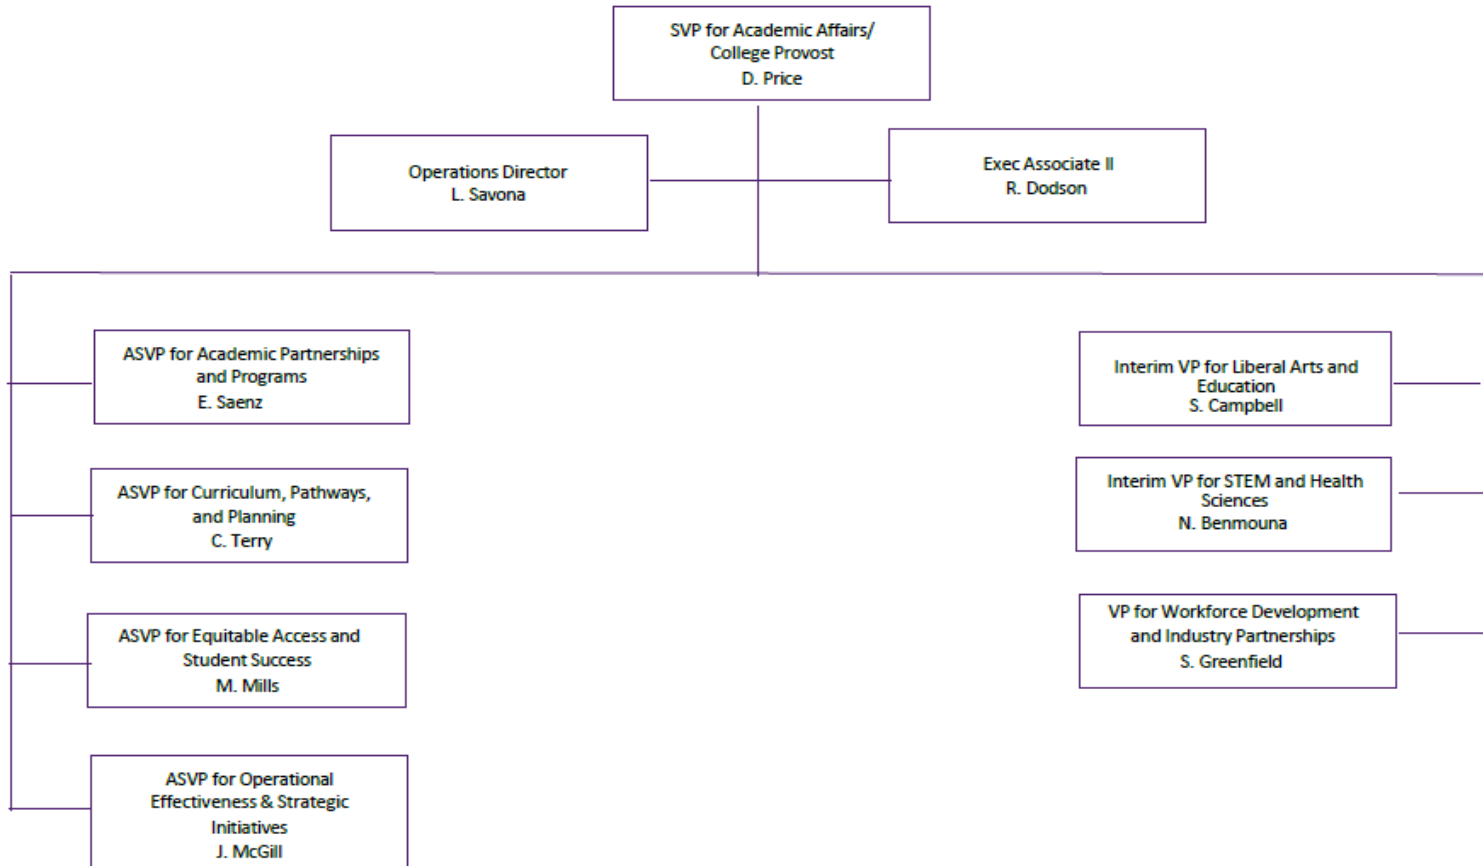 SVP for Academic Affairs/
College Provost
D. Price
Operations Director
L. Savona
Exec Associate II
R. Dodson
ASVP for Academic Partnerships
and Programs
E. Saenz
ASVP for Curriculum, Pathways,
and Planning
C. Terry
ASVP for Equitable Access and
Student Success
M. Mills
ASVP for Operational
Effectiveness & Strategic
Initiatives
J. McGill
Interim VP for Liberal Arts and
Education
S. Campbell
Interim VP for STEM and Health
Sciences
N. Benmouna
VP for Workforce Development
and Industry Partnerships
S. Greenfield